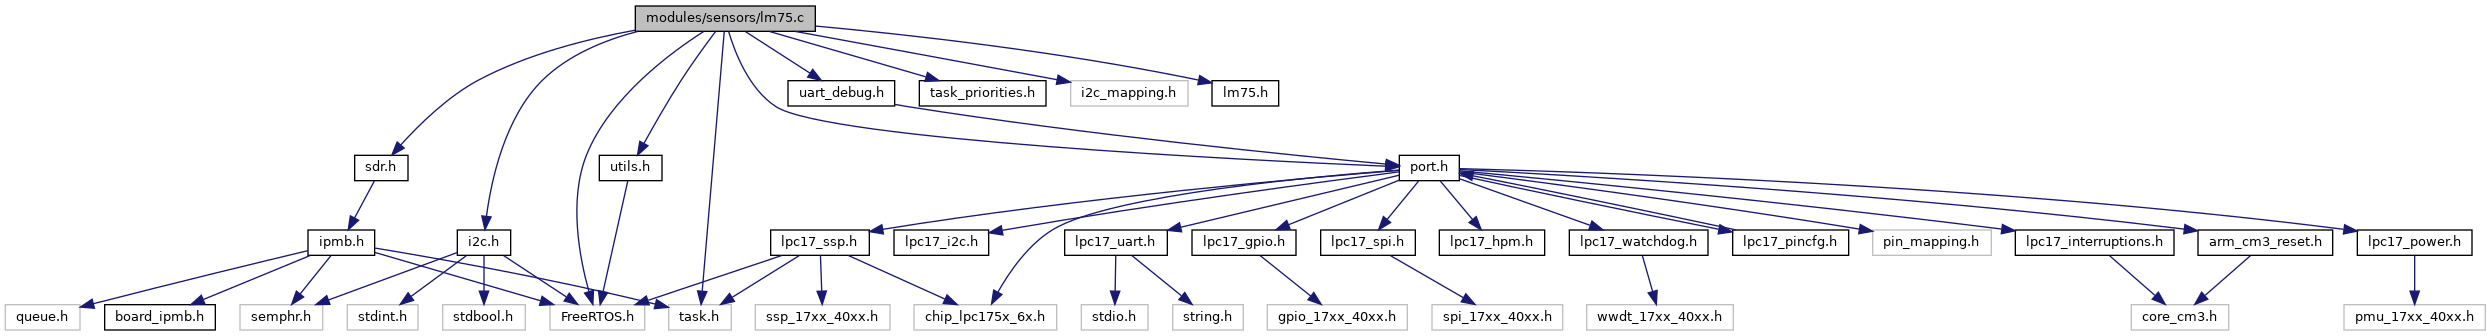 modules/sensors/lm75.c
uart_debug.h
task_priorities.h
i2c_mapping.h
lm75.h
sdr.h
utils.h
port.h
ipmb.h
i2c.h
lpc17_ssp.h
lpc17_i2c.h
lpc17_uart.h
lpc17_gpio.h
lpc17_spi.h
lpc17_hpm.h
lpc17_watchdog.h
lpc17_pincfg.h
pin_mapping.h
lpc17_interruptions.h
arm_cm3_reset.h
lpc17_power.h
queue.h
board_ipmb.h
semphr.h
stdint.h
stdbool.h
FreeRTOS.h
task.h
ssp_17xx_40xx.h
chip_lpc175x_6x.h
stdio.h
string.h
gpio_17xx_40xx.h
spi_17xx_40xx.h
wwdt_17xx_40xx.h
core_cm3.h
pmu_17xx_40xx.h